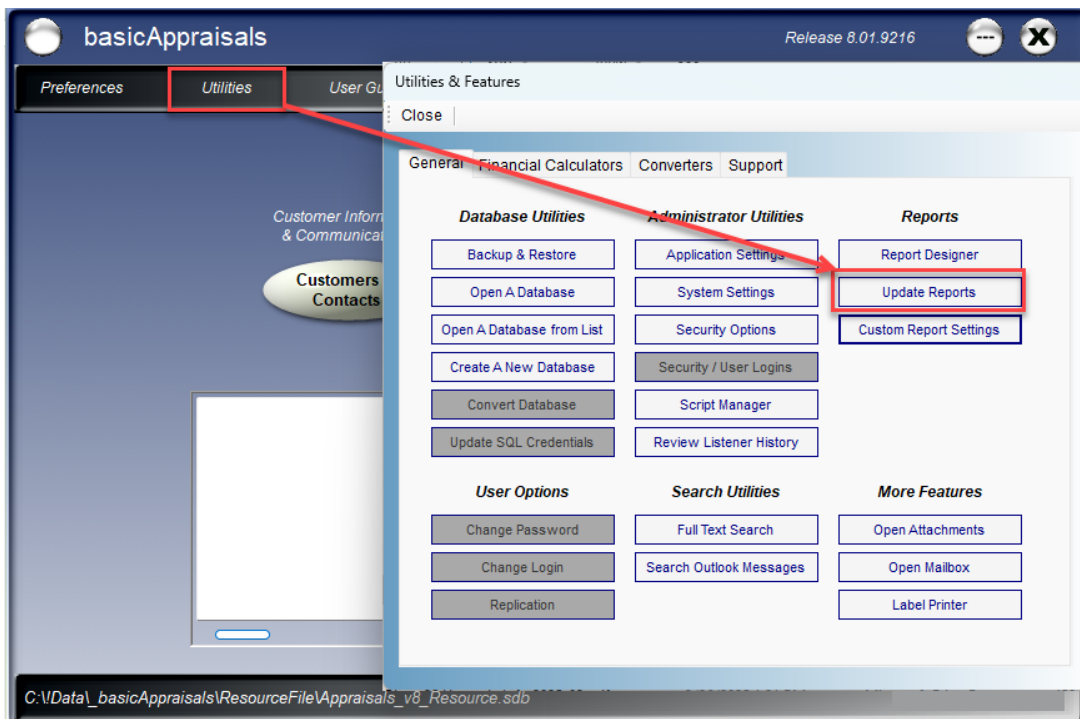 basicAppraisals
Release 8.01.9216
Preferences
Utilities
User Gu
Utilities & Features
Close
General
Financial Calculators
Converters
Support
Customer Inform
& Communicat
Customers
Contacts
Database Utilities
Backup & Restore
Open A Database
Open A Database from List
Create A New Database
Convert Database
Update SQL Credentials
Administrator Utilities
Application Settings
System Settings
Security Options
Security / User Logins
Script Manager
Review Listener History
Reports
Report Designer
Update Reports
Custom Report Settings
User Options
Change Password
Change Login
Replication
Search Utilities
Full Text Search
Search Outlook Messages
More Features
Open Attachments
Open Mailbox
Label Printer
C:\!Data\_basicAppraisals\ResourceFile\Appraisals_v8_Resource.sdb